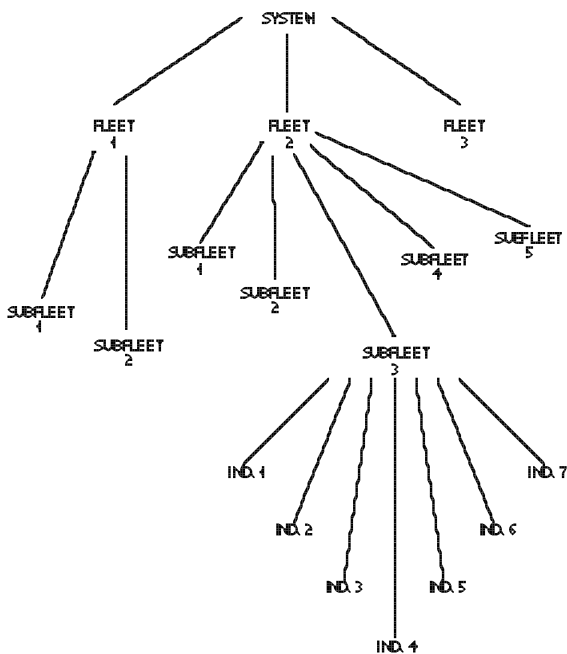 SYSTEM
FLEET
1
FLEET
2
FLEET
3
SUBFLEET
1
SUBFLEET
2
SUBFLEET
1
SUBFLEET
2
SUBFLEET
3
SUBFLEET
4
SUBFLEET
5
IND. 1
IND. 2
IND. 3
IND. 4
IND. 5
IND. 6
IND. 7